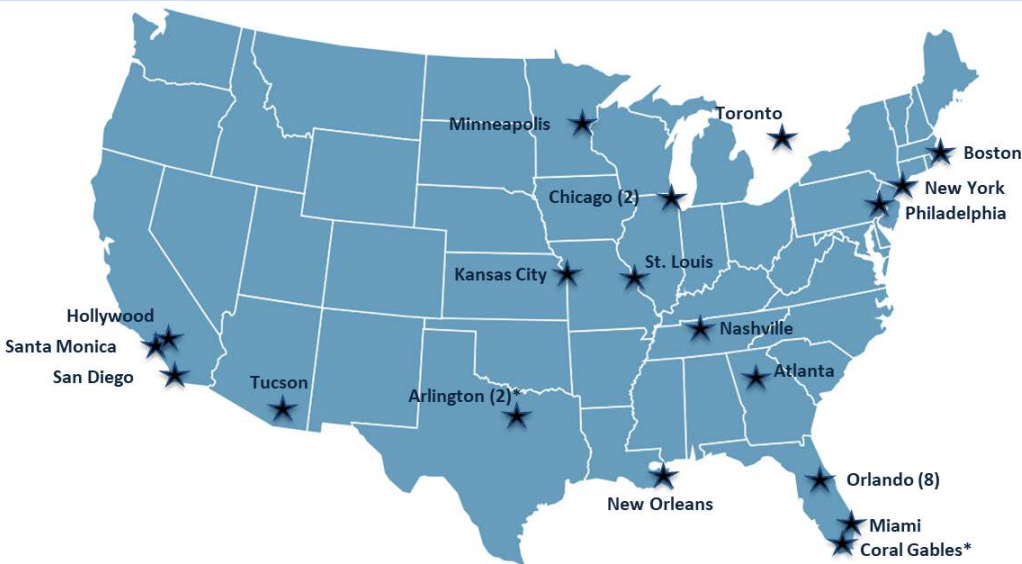 Toronto
Minneapolis
Boston
New York
Chicago (2)
Philadelphia
St. Louis
Kansas City
Hollywood
Nashville
Santa Monica
Atlanta
San Diego
Tucson
Arlington (2)*
Orlando (8)
New Orleans
Miami
Coral Gables*